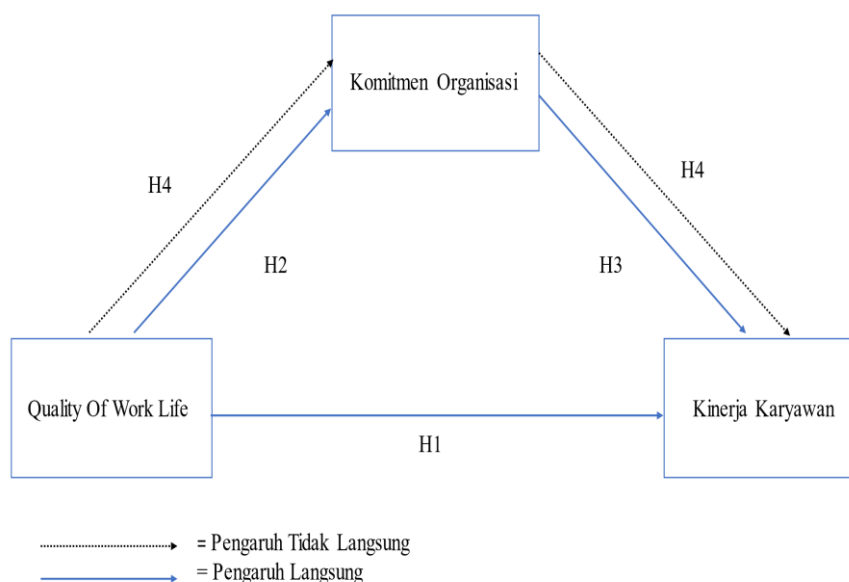 Komitmen Organisasi
H4
H4
H2
H3
Quality Of Work Life
Kinerja Karyawan
H1
= Pengaruh Tidak Langsung
= Pengaruh Langsung